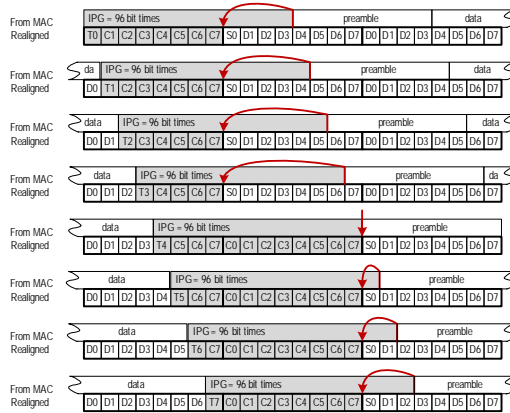 From MAC IPG = 96 bit times preamble data
Realigned T0 C1 C2 C3 C4 C5 C6 C7 S0 D1 D2 D3 D4 D5 D6 D7 D0 D1 D2 D3 D4 D5 D6 D7
From MAC da IPG = 96 bit times preamble data
Realigned D0 T1 C2 C3 C4 C5 C6 C7 S0 D1 D2 D3 D4 D5 D6 D7 D0 D1 D2 D3 D4 D5 D6 D7
From MAC data IPG = 96 bit times preamble data
Realigned D0 D1 T2 C3 C4 C5 C6 C7 S0 D1 D2 D3 D4 D5 D6 D7 D0 D1 D2 D3 D4 D5 D6 D7
From MAC data IPG = 96 bit times preamble da
Realigned D0 D1 D2 T3 C4 C5 C6 C7 S0 D1 D2 D3 D4 D5 D6 D7 D0 D1 D2 D3 D4 D5 D6 D7
From MAC data IPG = 96 bit times preamble
Realigned D0 D1 D2 D3 T4 C5 C6 C7 C0 C1 C2 C3 C4 C5 C6 C7 S0 D1 D2 D3 D4 D5 D6 D7
From MAC data IPG = 96 bit times preamble
Realigned D0 D1 D2 D3 D4 T5 C6 C7 C0 C1 C2 C3 C4 C5 C6 C7 S0 D1 D2 D3 D4 D5 D6 D7
From MAC data IPG = 96 bit times preamble
Realigned D0 D1 D2 D3 D4 D5 T6 C7 C0 C1 C2 C3 C4 C5 C6 C7 S0 D1 D2 D3 D4 D5 D6 D7
From MAC data IPG = 96 bit times preamble
Realigned D0 D1 D2 D3 D4 D5 D6 T7 C0 C1 C2 C3 C4 C5 C6 C7 S0 D1 D2 D3 D4 D5 D6 D7